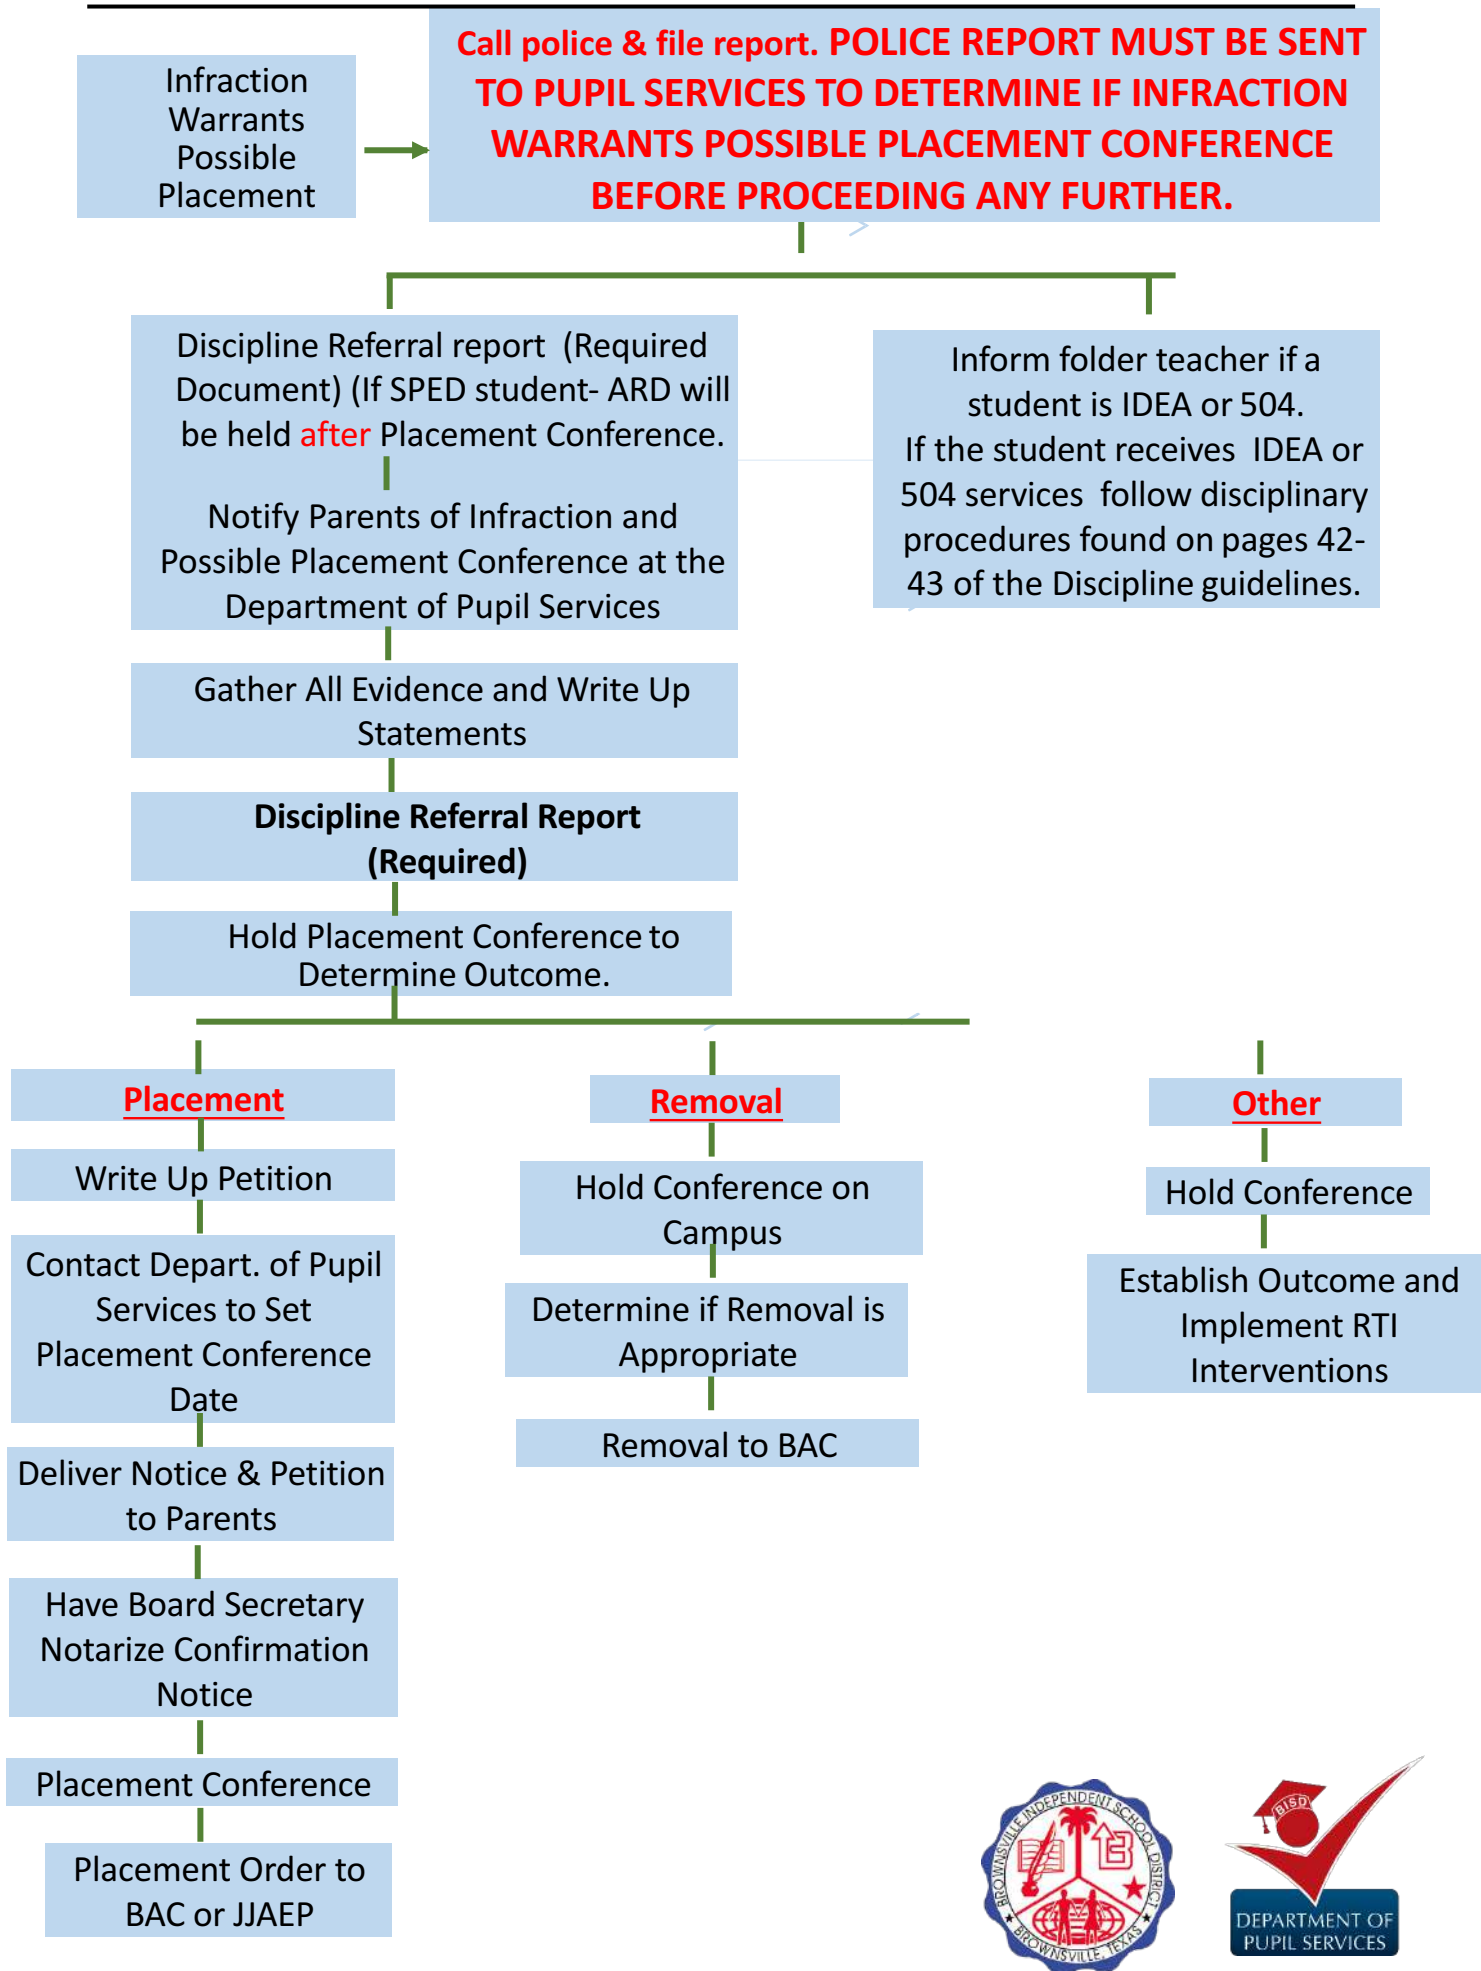 Infraction
Warrants
Possible
Placement
Call police & file report. POLICE REPORT MUST BE SENT
TO PUPIL SERVICES TO DETERMINE IF INFRACTION
WARRANTS POSSIBLE PLACEMENT CONFERENCE
BEFORE PROCEEDING ANY FURTHER.
Discipline Referral report (Required
Document) (If SPED student- ARD will
be held after Placement Conference.
Notify Parents of Infraction and
Possible Placement Conference at the
Department of Pupil Services
Inform folder teacher if a
student is IDEA or 504.
If the student receives IDEA or
504 services follow disciplinary
procedures found on pages 42-
43 of the Discipline guidelines.
Gather All Evidence and Write Up
Statements
Discipline Referral Report
(Required)
Hold Placement Conference to
Determine Outcome.
Placement
Write Up Petition
Contact Depart. of Pupil
Services to Set
Placement Conference
Date
Deliver Notice & Petition
to Parents
Have Board Secretary
Notarize Confirmation
Notice
Placement Conference
Placement Order to
BAC or JJAEP
Removal
Hold Conference on
Campus
Determine if Removal is
Appropriate
Removal to BAC
Other
Hold Conference
Establish Outcome and
Implement RTI
Interventions
BROWNSVILLE INDEPENDENT SCHOOL DISTRICT
B
BROWNSVILLE, TEXAS
BISD
DEPARTMENT OF
PUPIL SERVICES